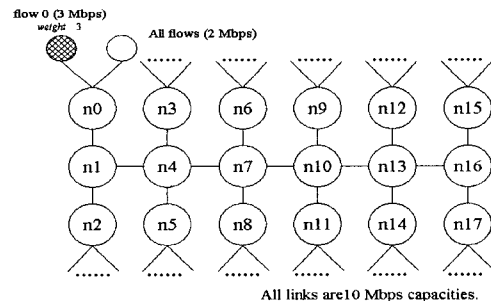 flow 0 (3 Mbps)
weight 3
All flows (2 Mbps)
n0 n3 n6 n9 n12 n15
n1 n4 n7 n10 n13 n16
n2 n5 n8 n11 n14 n17
All links are10 Mbps capacities.